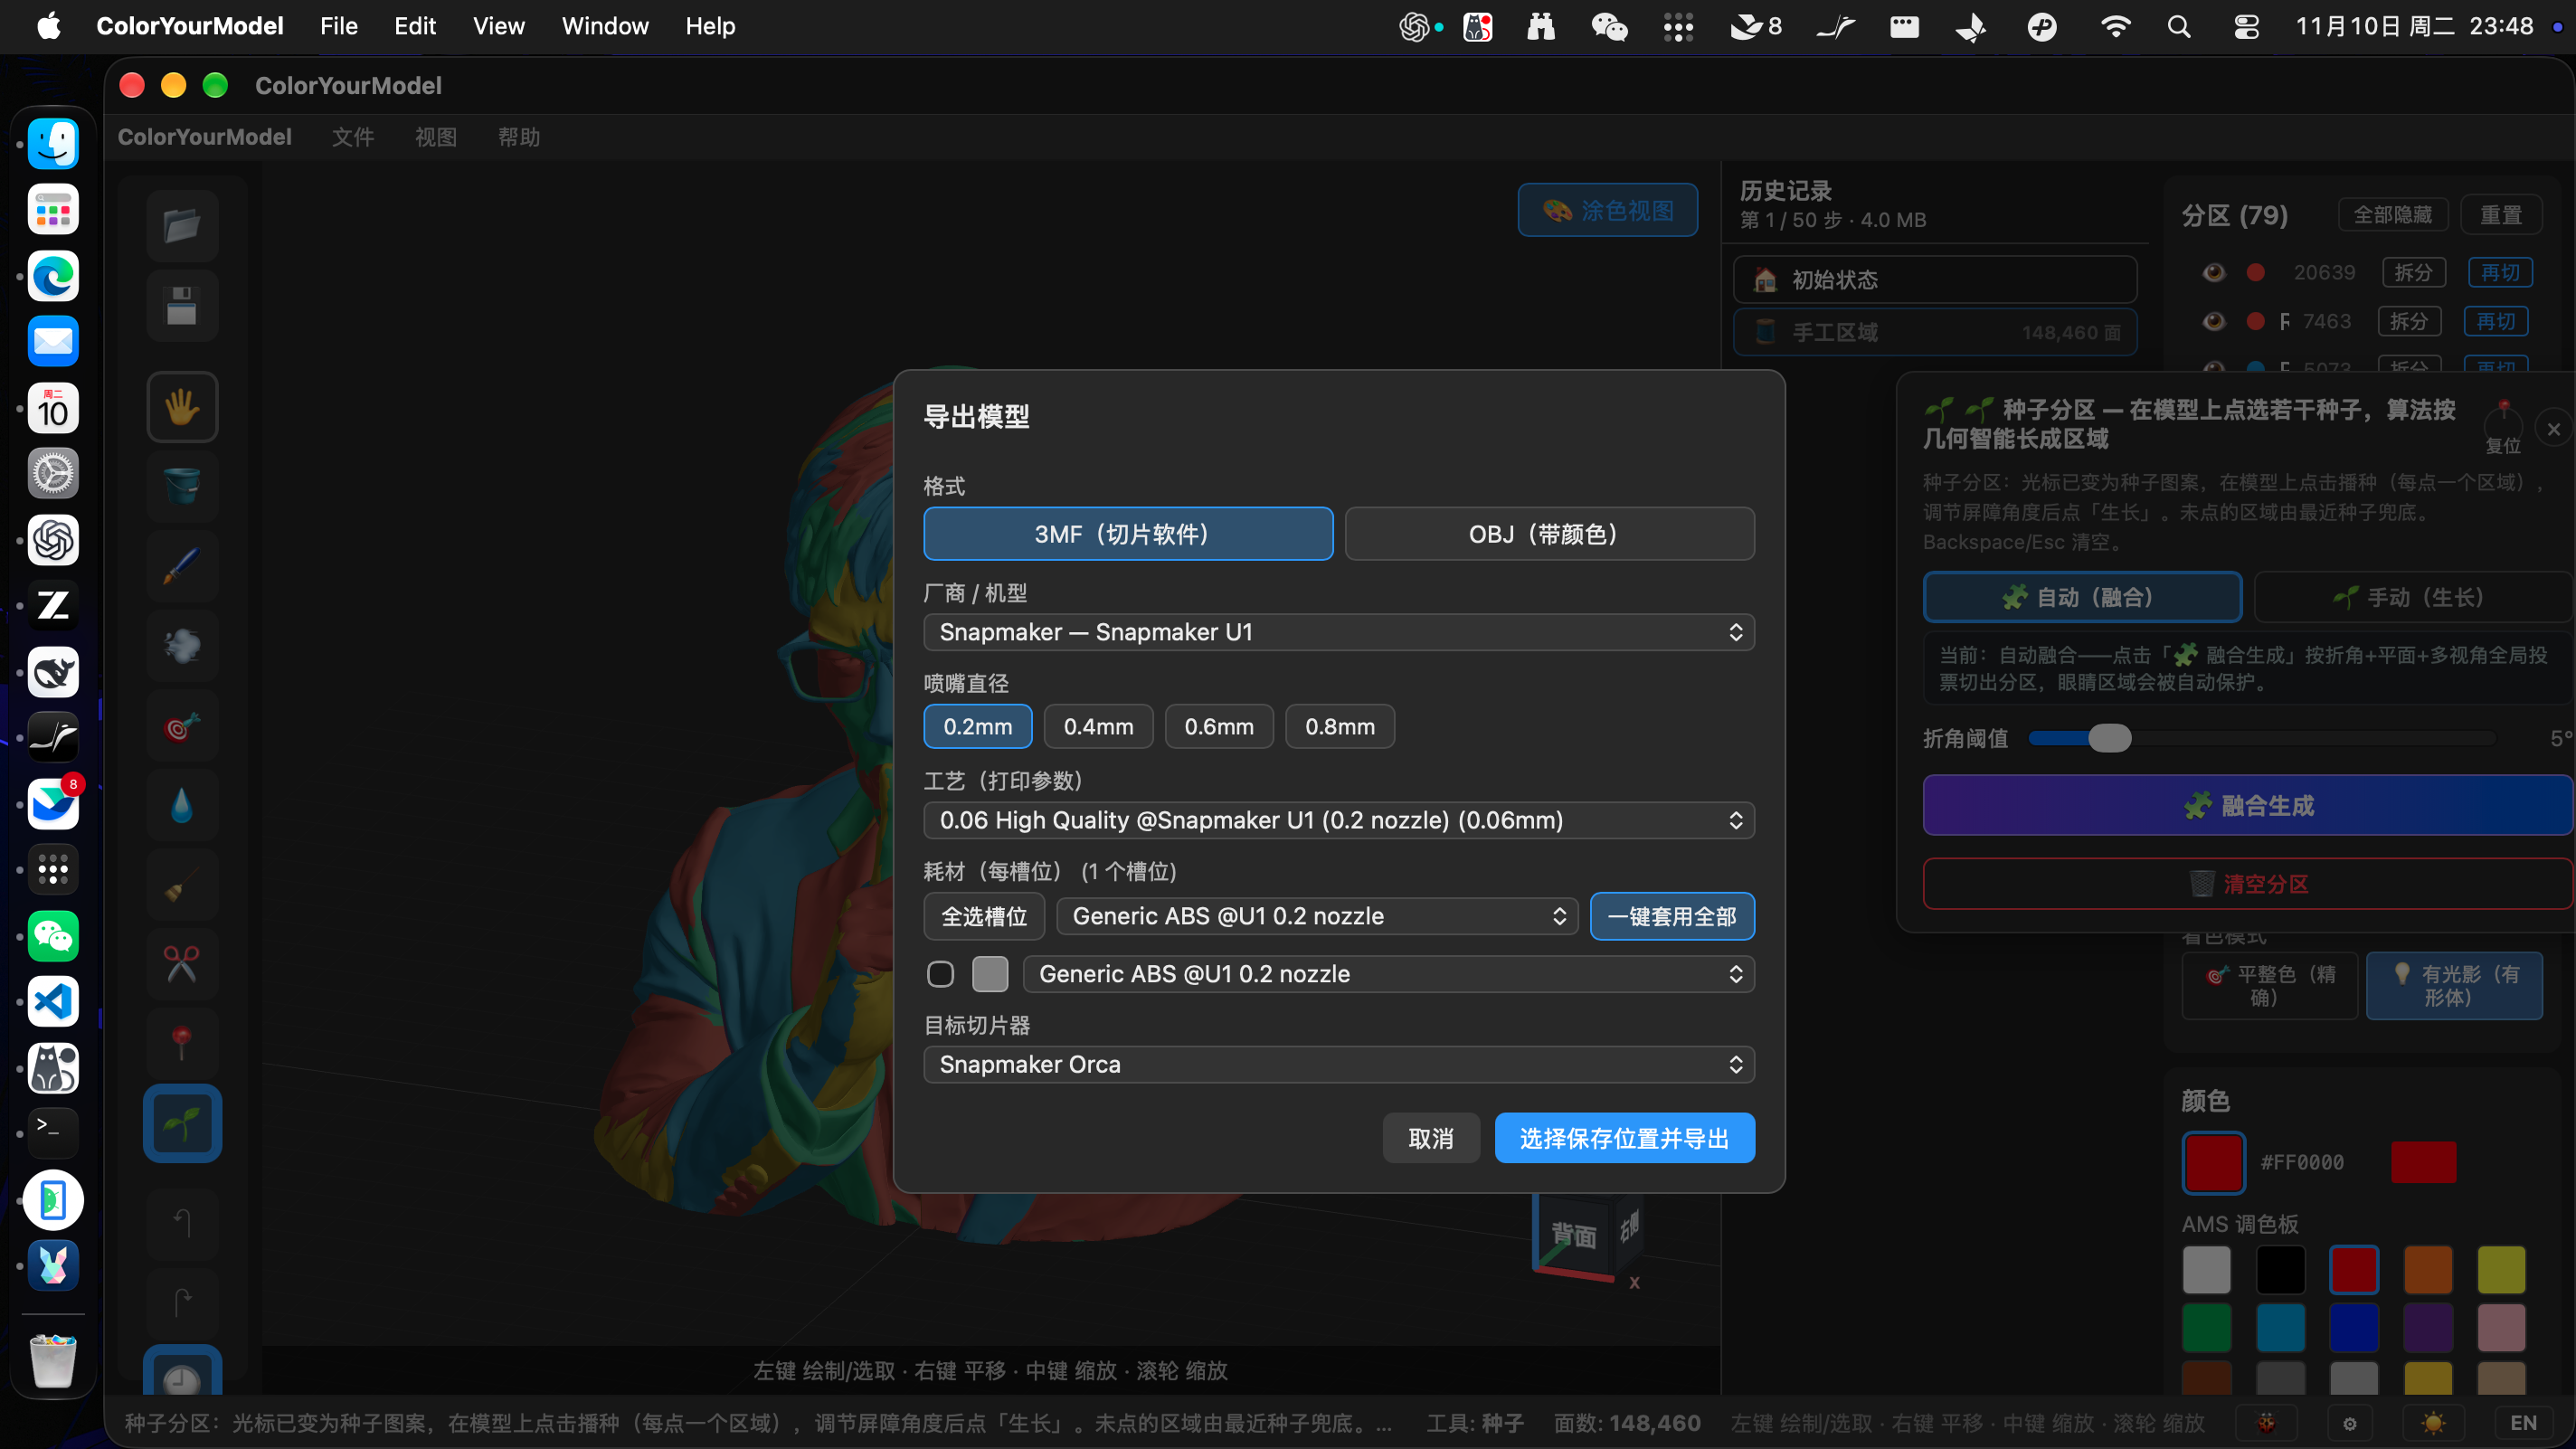 ColorYourModel File Edit View Window Help
8
11月10日 周二 23:48
ColorYourModel
ColorYourModel 文件 视图 帮助
周二
10
8
涂色视图
历史记录
第 1 / 50 步 · 4.0 MB
初始状态
手工区域 148,460 面
分区 (79) 全部隐藏 重置
20639 拆分 再切
7463 拆分 再切
5073 拆分 再切
种子分区 — 在模型上点选若干种子，算法按
几何智能长成区域
复位
种子分区：光标已变为种子图案，在模型上点击播种（每点一个区域），
调节屏障角度后点「生长」。未点的区域由最近种子兜底。
Backspace/Esc 清空。
自动（融合） 手动（生长）
当前：自动融合——点击「🧩 融合生成」按折角+平面+多视角全局投
票切出分区，眼睛区域会被自动保护。
折角阈值 5°
融合生成
清空分区
着色模式
平整色（精
确）
有光影（有
形体）
颜色
#FF0000
AMS 调色板
导出模型
格式
3MF（切片软件） OBJ（带颜色）
厂商 / 机型
Snapmaker — Snapmaker U1
喷嘴直径
0.2mm 0.4mm 0.6mm 0.8mm
工艺（打印参数）
0.06 High Quality @Snapmaker U1 (0.2 nozzle) (0.06mm)
耗材（每槽位） (1 个槽位)
全选槽位 Generic ABS @U1 0.2 nozzle 一键套用全部
Generic ABS @U1 0.2 nozzle
目标切片器
Snapmaker Orca
取消 选择保存位置并导出
背面 右侧
X
左键 绘制/选取 · 右键 平移 · 中键 缩放 · 滚轮 缩放
种子分区：光标已变为种子图案，在模型上点击播种（每点一个区域），调节屏障角度后点「生长」。未点的区域由最近种子兜底。... 工具: 种子 面数: 148,460 左键 绘制/选取 · 右键 平移 · 中键 缩放 · 滚轮 缩放 EN